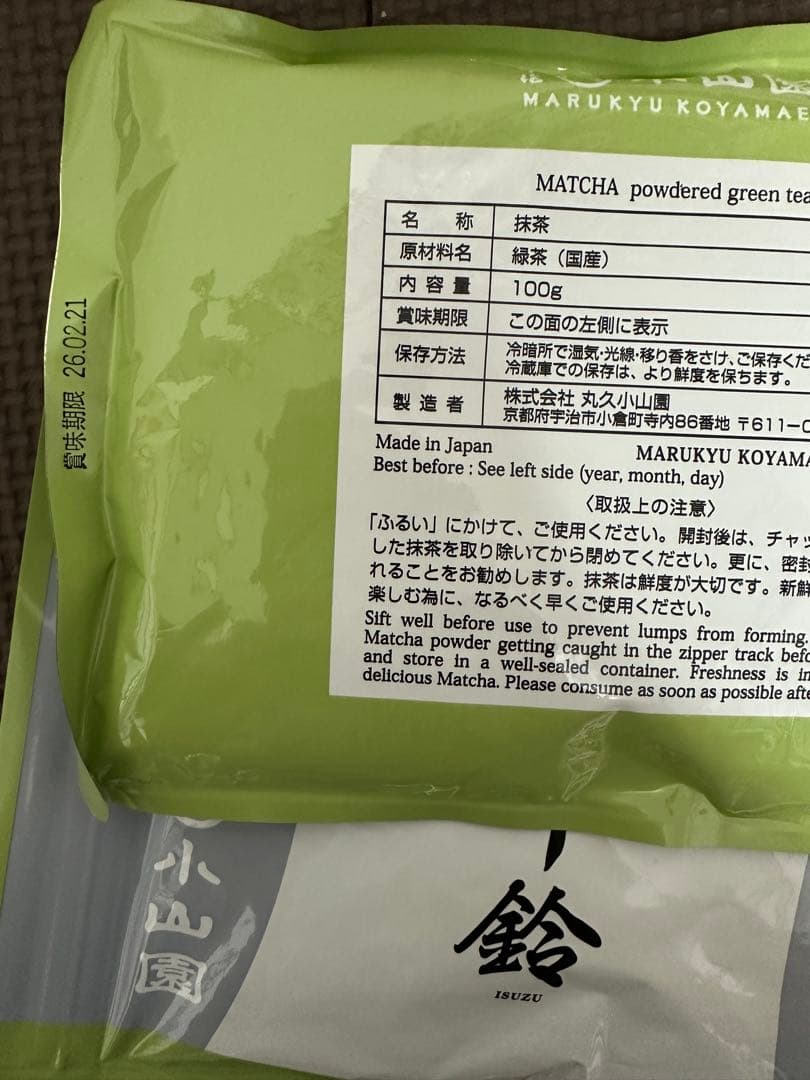 山園
MARUKYU KOYAMAE
MATCHA powdered green tea
名 称 抹茶
原材料名 緑茶（国産）
内容量 100g
賞味期限 この面の左側に表示
保存方法 冷暗所で湿気・光線・移り香をさけ、ご保存くだ
冷蔵庫での保存は、より鮮度を保ちます。
製造者 株式会社 丸久小山園
京都府宇治市小倉町寺内86番地 〒611-0
Made in Japan MARUKYU KOYAMA
Best before : See left side (year, month, day)
〈取扱上の注意〉
「ふるい」にかけて、ご使用ください。開封後は、チャッ
した抹茶を取り除いてから閉めてください。更に、密封
れることをお勧めします。抹茶は鮮度が大切です。新鮮
楽しむ為に、なるべく早くご使用ください。
Sift well before use to prevent lumps from forming.
Matcha powder getting caught in the zipper track befo
and store in a well-sealed container. Freshness is in
delicious Matcha. Please consume as soon as possible afte
賞味期限 26.02.21
小山園
鈴
ISUZU